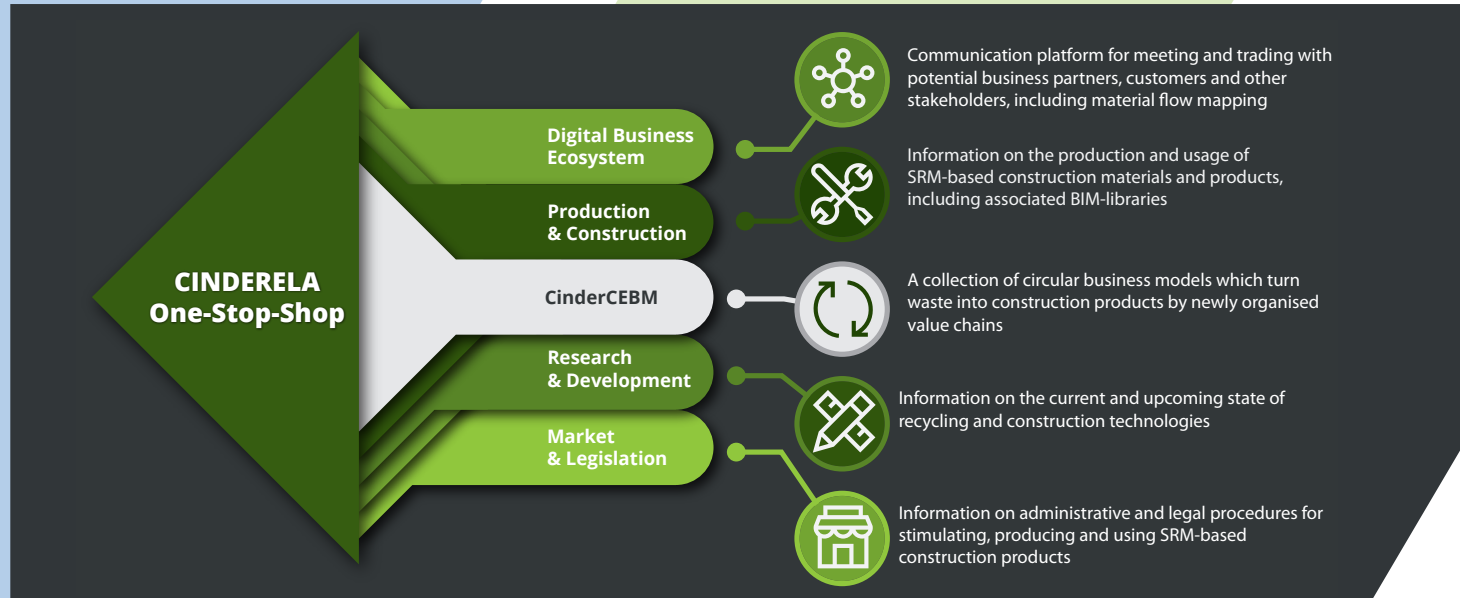 CINDERELA
One-Stop-Shop
Digital Business
Ecosystem
Communication platform for meeting and trading with
potential business partners, customers and other
stakeholders, including material flow mapping
Production
& Construction
Information on the production and usage of
SRM-based construction materials and products,
including associated BIM-libraries
CinderCEBM
A collection of circular business models which turn
waste into construction products by newly organised
value chains
Research
& Development
Information on the current and upcoming state of
recycling and construction technologies
Market
& Legislation
Information on administrative and legal procedures for
stimulating, producing and using SRM-based
construction products